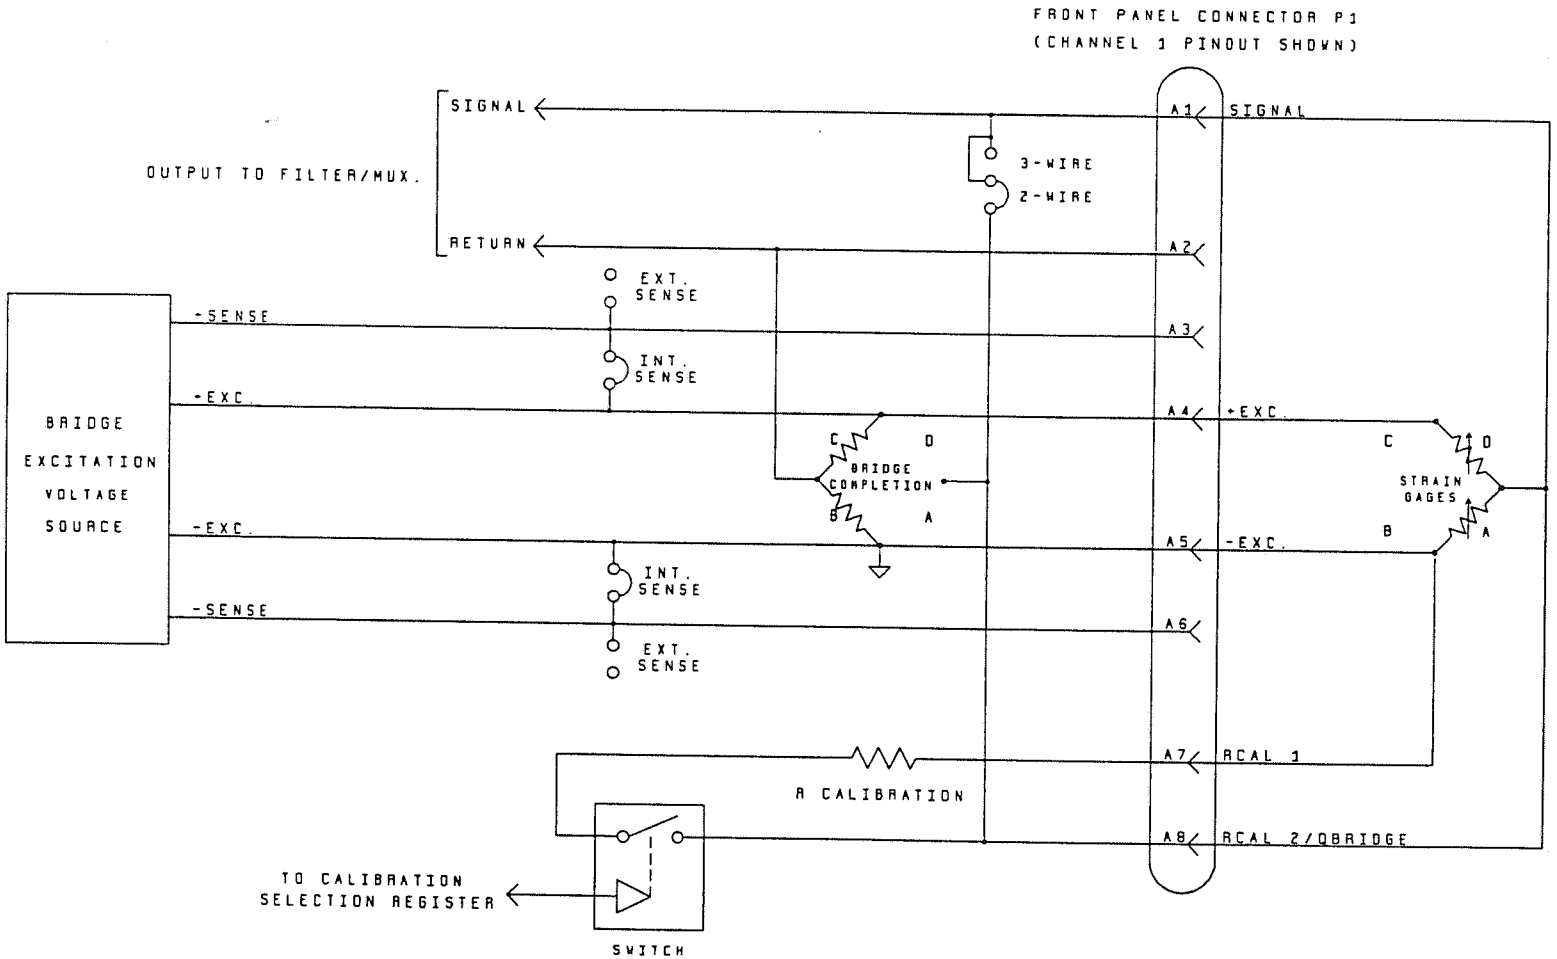 FRONT PANEL CONNECTOR P1
(CHANNEL 1 PINOUT SHOWN)
SIGNAL
A1
SIGNAL
3-WIRE
2-WIRE
OUTPUT TO FILTER/MUX.
RETURN
A2
EXT.
SENSE
+SENSE
A3
INT.
SENSE
+EXC.
A4
+EXC.
BRIDGE
EXCITATION
VOLTAGE
SOURCE
C
D
BRIDGE
COMPLETION
B
A
C
D
STRAIN
GAGES
B
A
-EXC.
A5
-EXC.
INT.
SENSE
-SENSE
A6
EXT.
SENSE
A7
RCAL 1
R CALIBRATION
A8
RCAL 2/QBRIDGE
TO CALIBRATION
SELECTION REGISTER
SWITCH